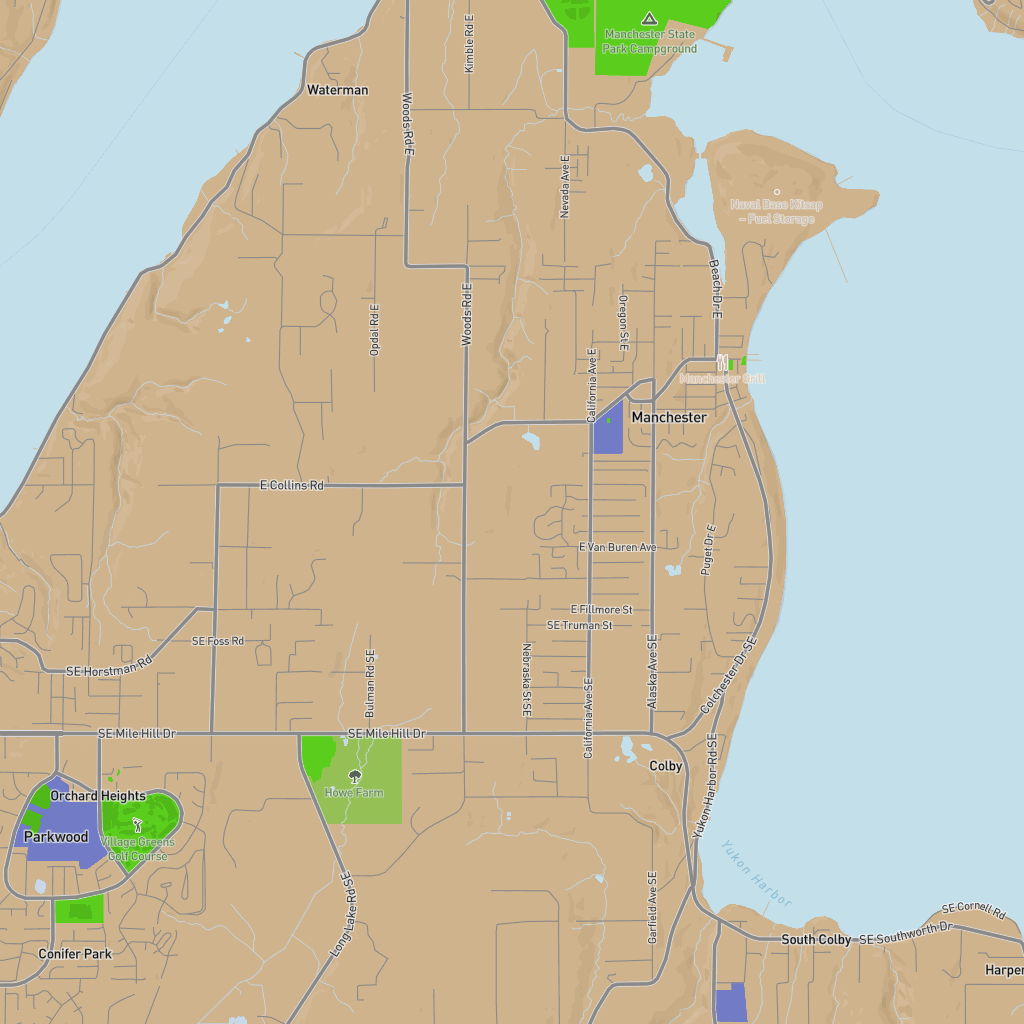 Kimble Rd E
Manchester State
Park Campground
Waterman
Woods Rd E
Nevada Ave E
Naval Base Kitsap
– Fuel Storage
Beach Dr E
Woods Rd E
Opdal Rd E
Oregon St E
California Ave E
Manchester Grill
Manchester
E Collins Rd
E Van Buren Ave
Puget Dr E
E Fillmore St
SE Truman St
SE Foss Rd
SE Horstman Rd
Bulman Rd SE
Nebraska St SE
California Ave SE
Alaska Ave SE
Colchester Dr SE
SE Mile Hill Dr
SE Mile Hill Dr
Colby
Yukon Harbor Rd SE
Orchard Heights
Howe Farm
Parkwood
Village Greens
Golf Course
Yukon Harbor
Long Lake Rd SE
Garfield Ave SE
SE Cornell Rd
South Colby
SE Southworth Dr
Conifer Park
Harper